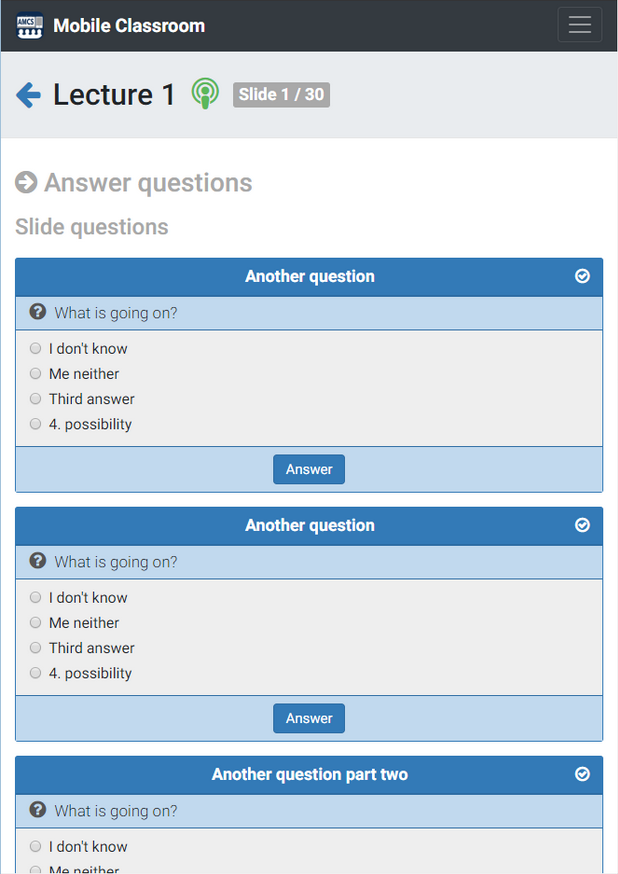 AMCS
Mobile Classroom
Lecture 1
Slide 1 / 30
Answer questions
Slide questions
Another question
What is going on?
I don't know
Me neither
Third answer
4. possibility
Answer
Another question
What is going on?
I don't know
Me neither
Third answer
4. possibility
Answer
Another question part two
What is going on?
I don't know
Me neither